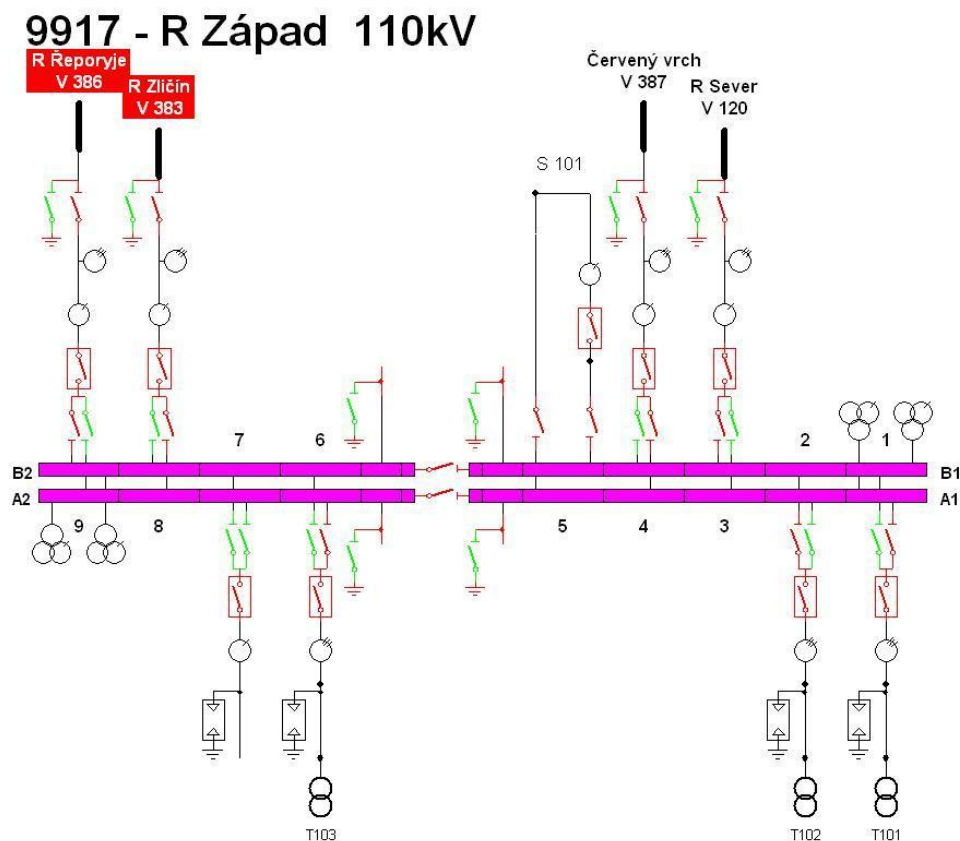 9917 - R Západ 110kV
R Řeporyje
V 386
R Zličín
V 383
Červený vrch
V 387
R Sever
V 120
S 101
7
6
2
1
B2
B1
A2
A1
9
8
5
4
3
T103
T102
T101